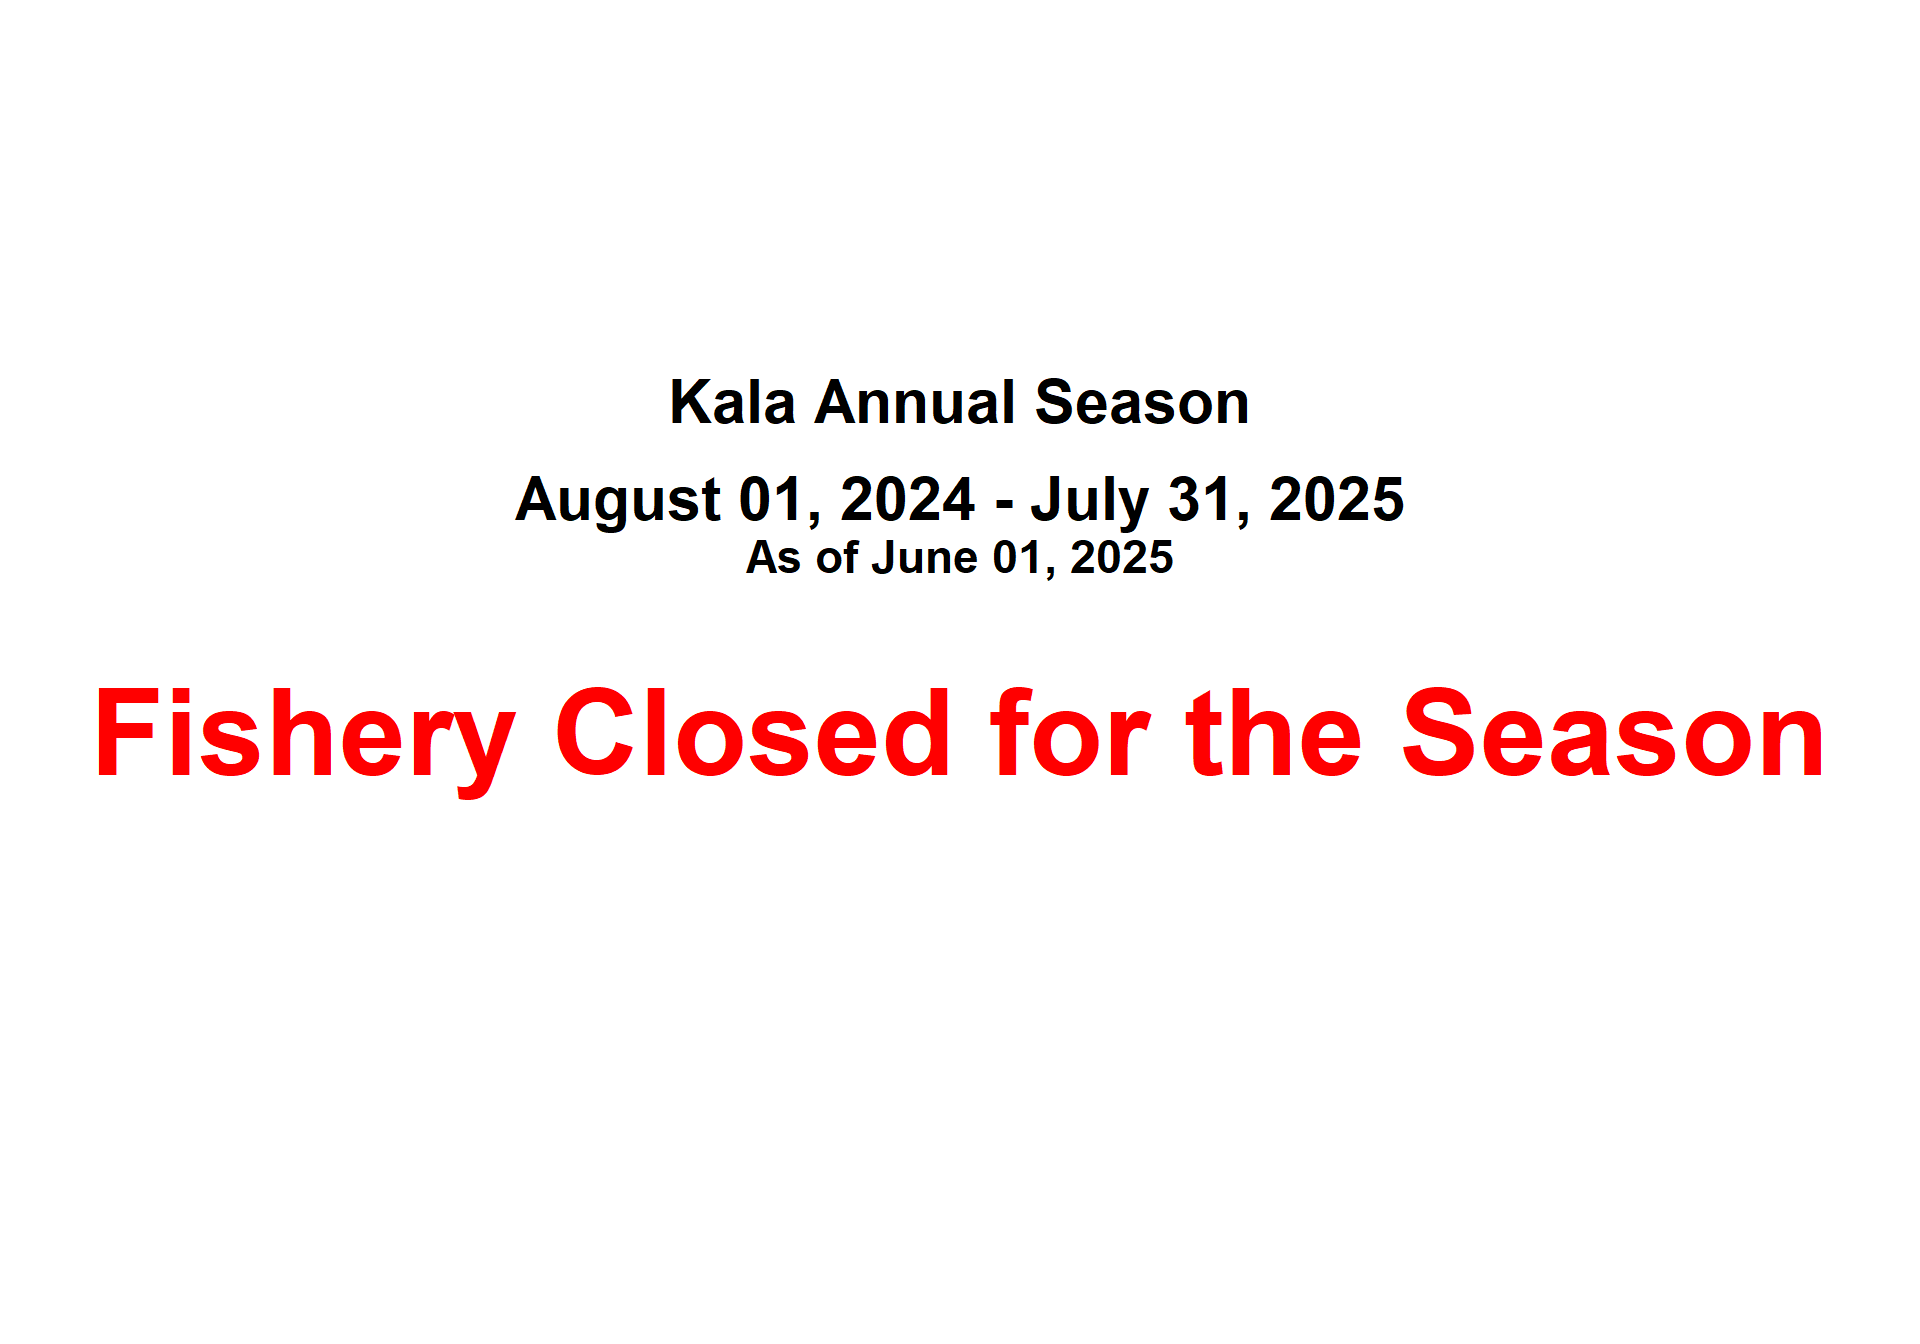 Kala Annual Season
August 01, 2024 - July 31, 2025
As of June 01, 2025
Fishery Closed for the Season